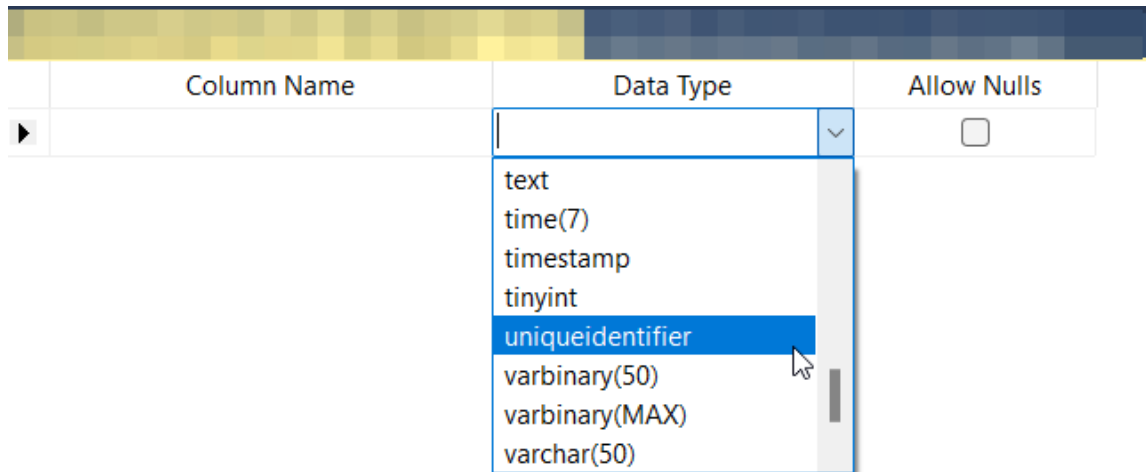 Column Name Data Type Allow Nulls
text
time(7)
timestamp
tinyint
uniqueidentifier
varbinary(50)
varbinary(MAX)
varchar(50)